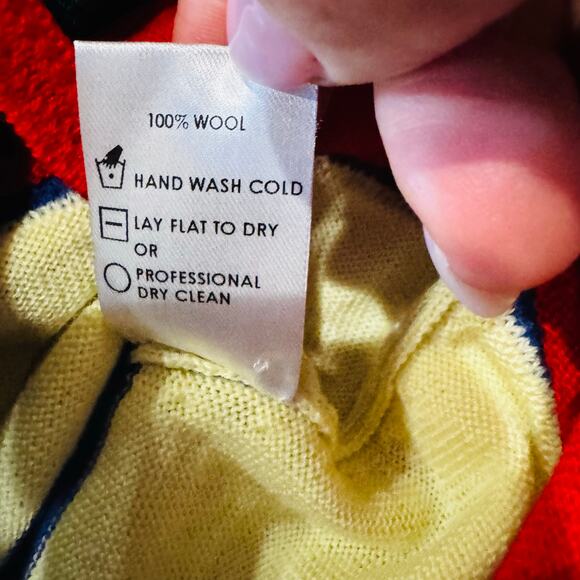 100% WOOL
HAND WASH COLD
LAY FLAT TO DRY
OR
PROFESSIONAL
DRY CLEAN